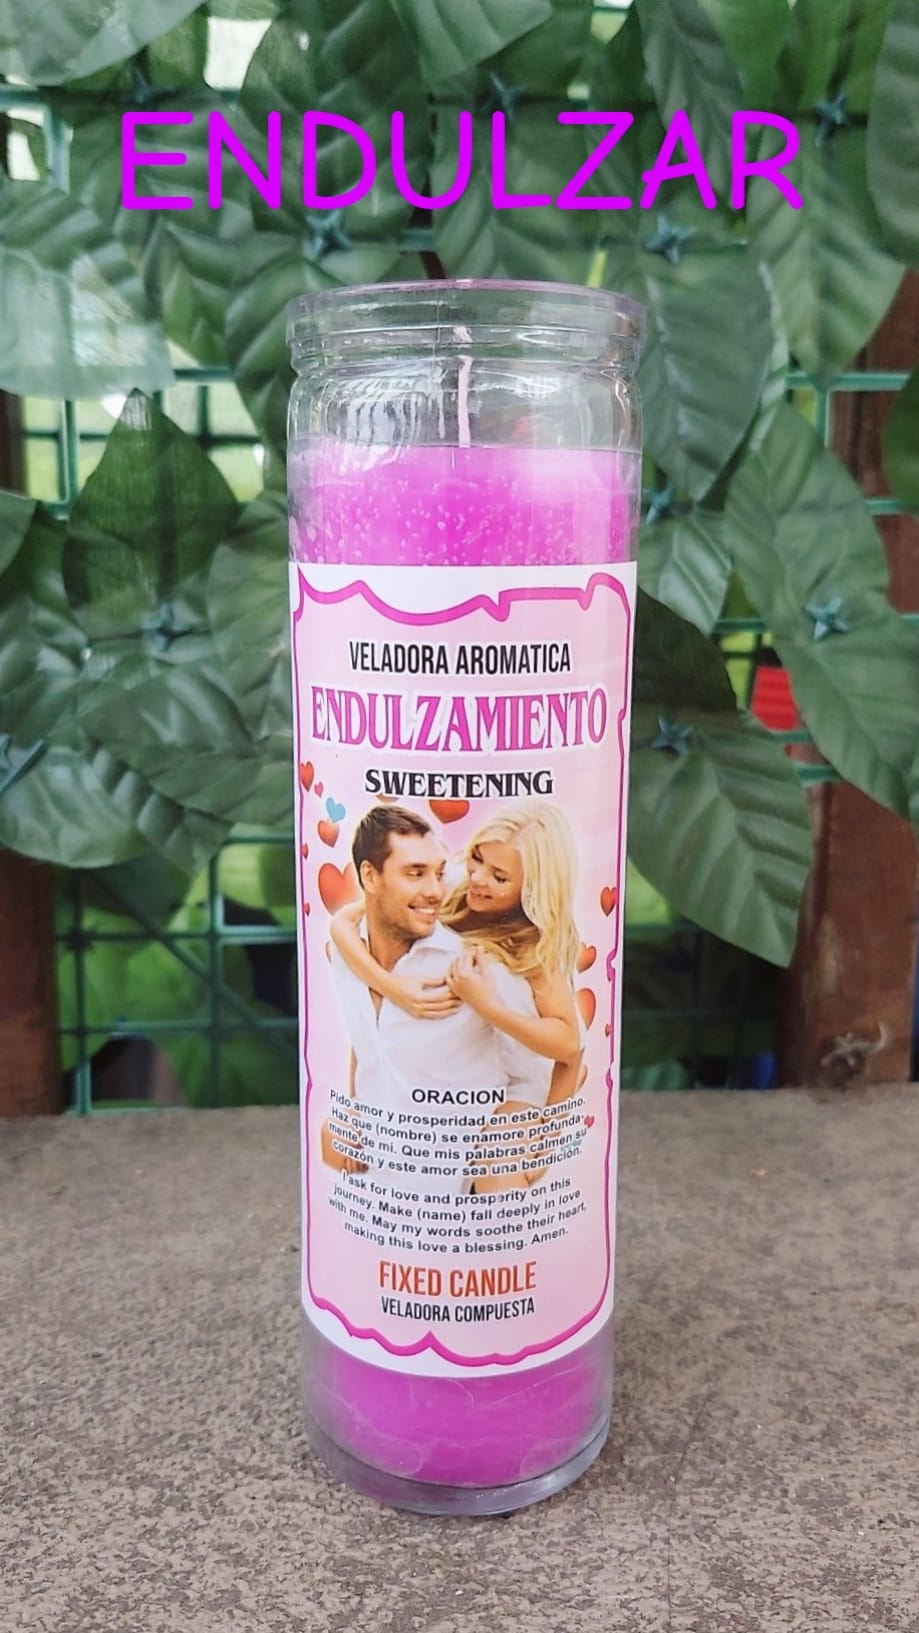 ENDULZAR
VELADORA AROMATICA
ENDULZAMIENTO
SWEETENING
ORACION
Pido amor y prosperidad en este camino.
Haz que (nombre) se enamore profunda-
mente de mi. Que mis palabras calmen su
corazón y este amor sea una bendición.
I ask for love and prosperity on this
journey. Make (name) fall deeply in love
with me. May my words soothe their heart,
making this love a blessing. Amen.
FIXED CANDLE
VELADORA COMPUESTA